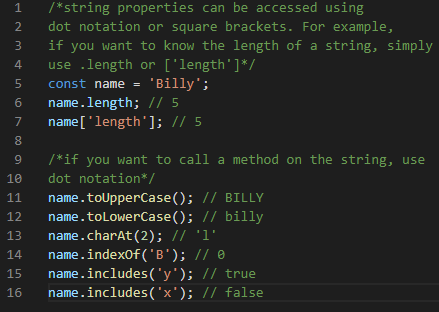 1 /*string properties can be accessed using
2 dot notation or square brackets. For example,
3 if you want to know the length of a string, simply
4 use .length or ['length']*/
5 const name = 'Billy';
6 name.length; // 5
7 name['length']; // 5
8
9 /*if you want to call a method on the string, use
10 dot notation*/
11 name.toUpperCase(); // BILLY
12 name.toLowerCase(); // billy
13 name.charAt(2); // 'l'
14 name.indexOf('B'); // 0
15 name.includes('y'); // true
16 name.includes('x'); // false